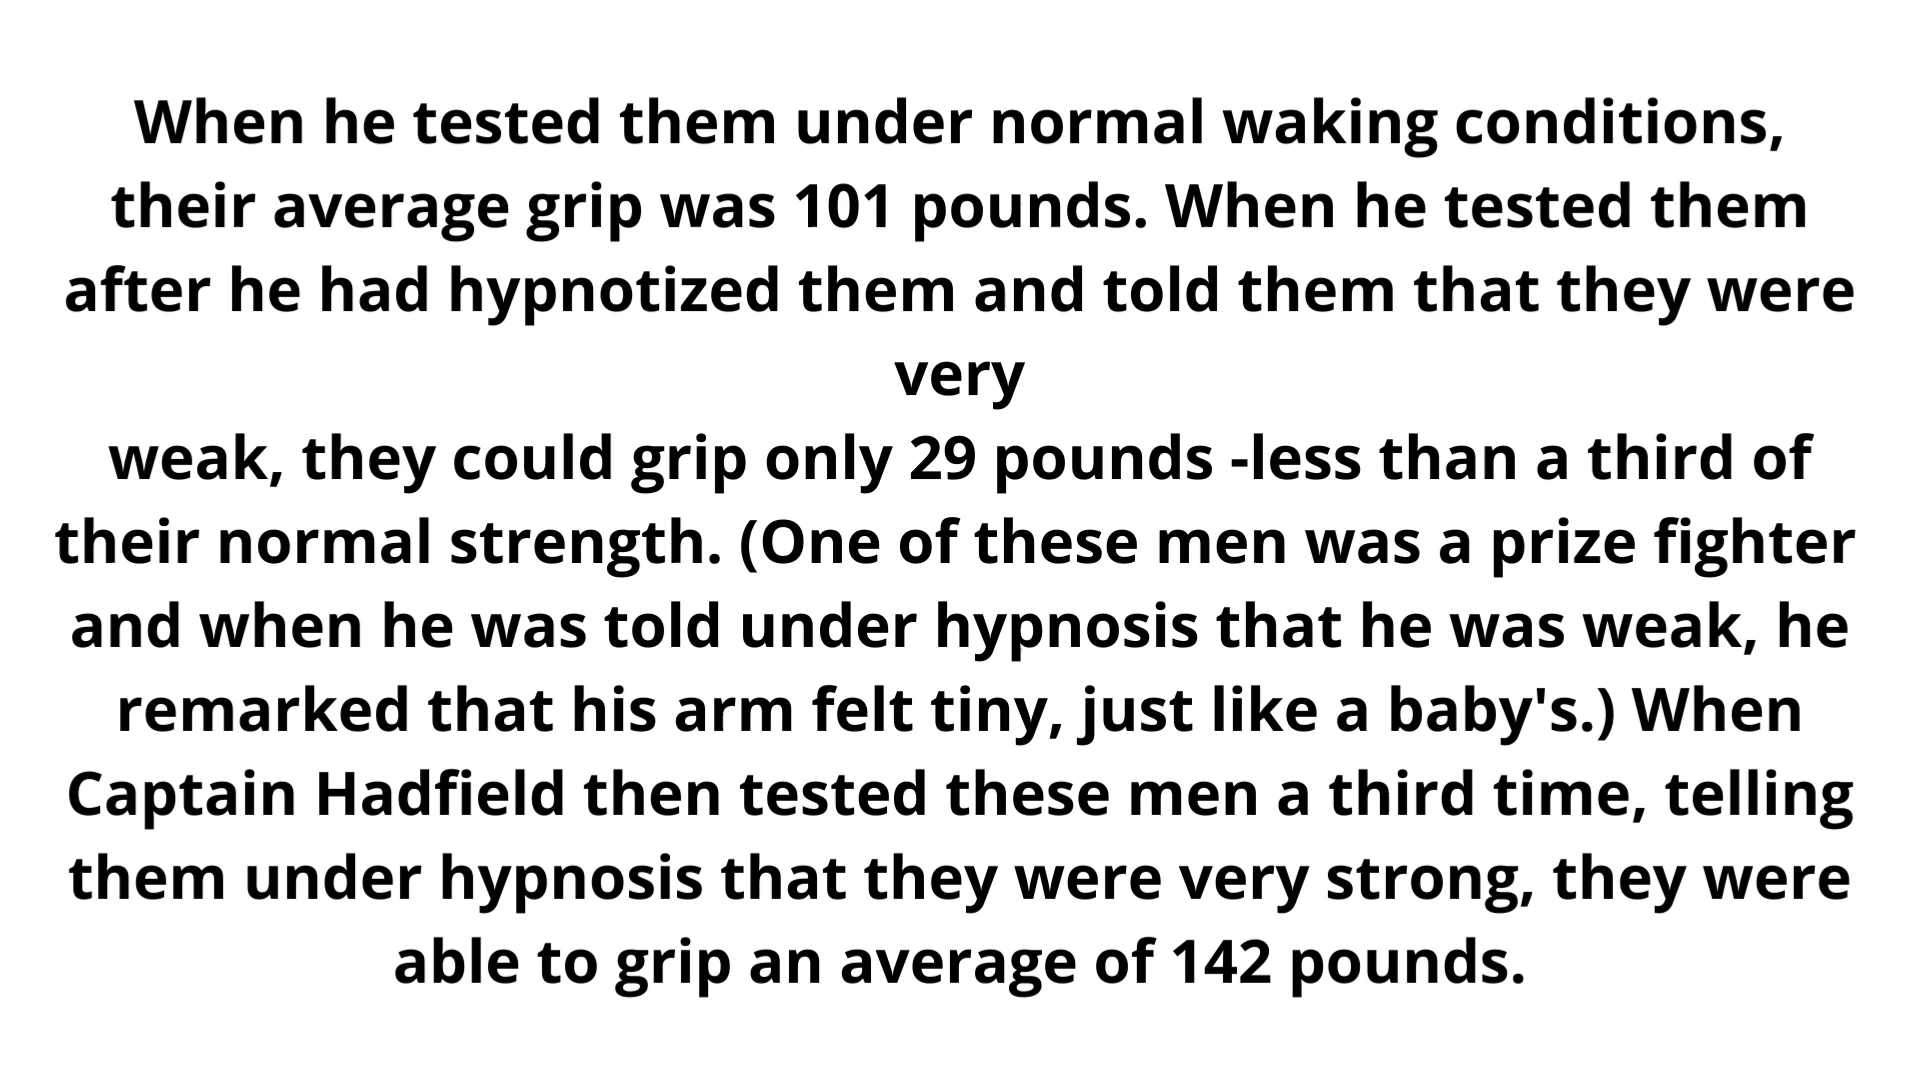 When he tested them under normal waking conditions,
their average grip was 101 pounds. When he tested them
after he had hypnotized them and told them that they were
very
weak, they could grip only 29 pounds -less than a third of
their normal strength. (One of these men was a prize fighter
and when he was told under hypnosis that he was weak, he
remarked that his arm felt tiny, just like a baby's.) When
Captain Hadfield then tested these men a third time, telling
them under hypnosis that they were very strong, they were
able to grip an average of 142 pounds.